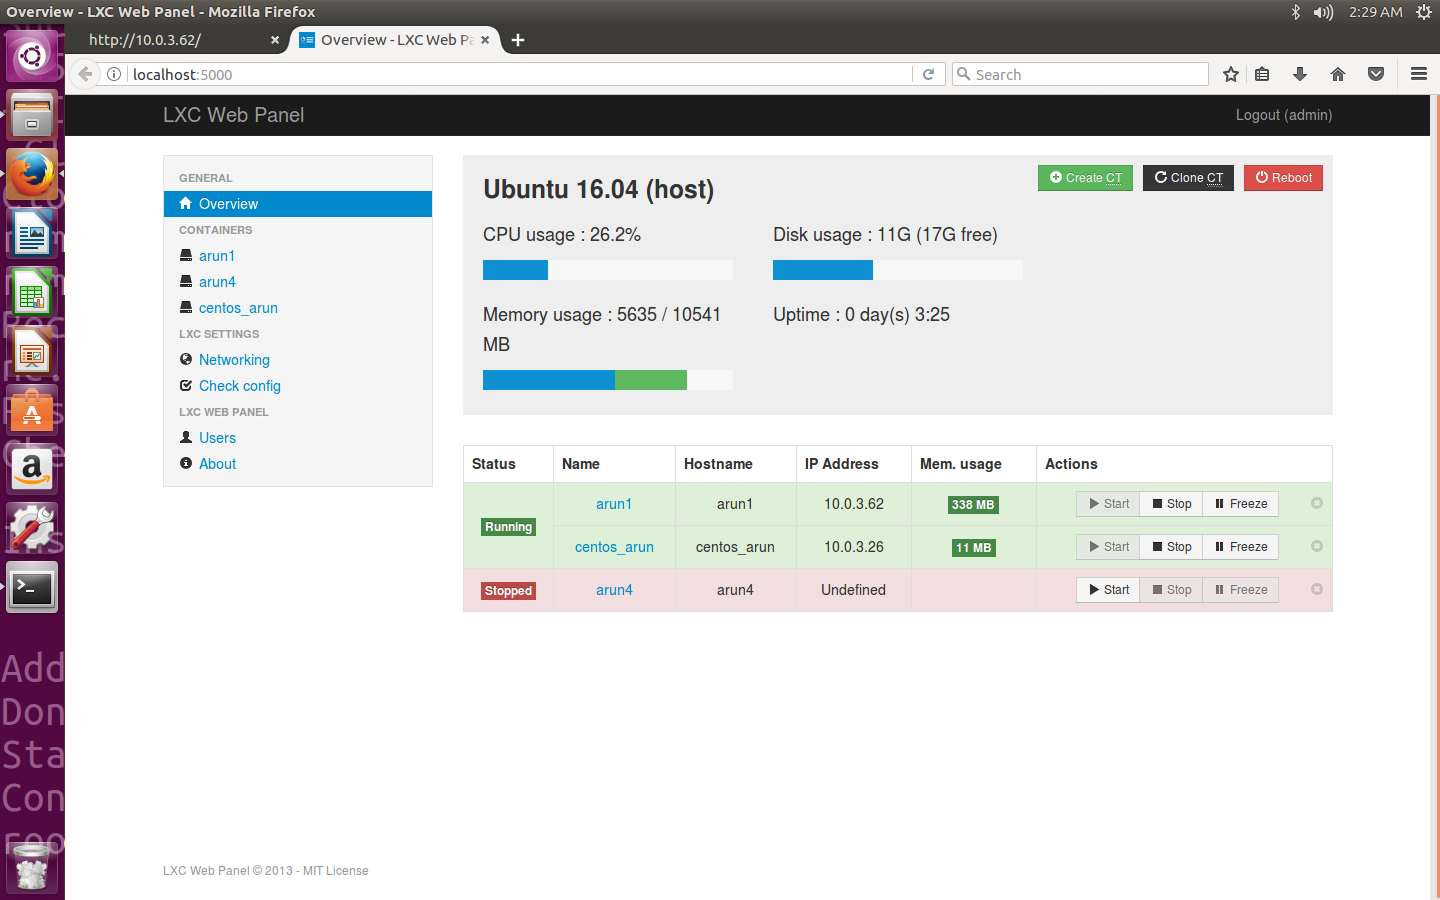 Overview - LXC Web Panel - Mozilla Firefox
2:29 AM
http://10.0.3.62/
Overview - LXC Web Pa
localhost:5000
Search
LXC Web Panel
Logout (admin)
GENERAL
Overview
CONTAINERS
arun1
arun4
centos_arun
LXC SETTINGS
Networking
Check config
LXC WEB PANEL
Users
About
Ubuntu 16.04 (host)
Create CT
Clone CT
Reboot
CPU usage : 26.2%
Disk usage : 11G (17G free)
Memory usage : 5635 / 10541
MB
Uptime : 0 day(s) 3:25
Status Name Hostname IP Address Mem. usage Actions
Running
arun1 arun1 10.0.3.62 338 MB Start Stop Freeze
centos_arun centos_arun 10.0.3.26 11 MB Start Stop Freeze
Stopped arun4 arun4 Undefined Start Stop Freeze
Add
Don
Sta
Con
roo
LXC Web Panel © 2013 - MIT License